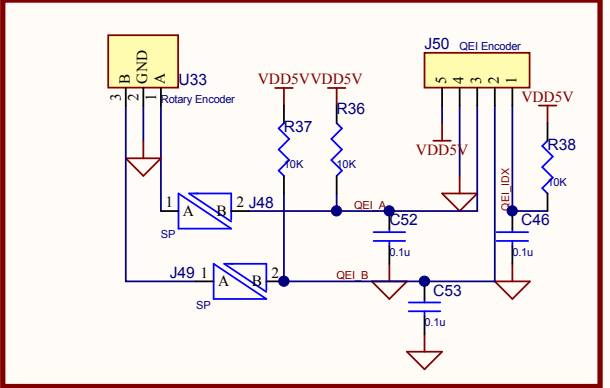 J50 QEI Encoder
B
GND
A
U33
3
2
1
Rotary Encoder
5
4
3
2
1
VDD5V
VDD5V
VDD5V
R37
10K
R36
10K
VDD5V
R38
10K
1
A
B
2
J48
SP
QEI_A
C52
0.1u
QEI_IDX
C46
0.1u
J49
1
A
B
2
SP
QEI_B
C53
0.1u